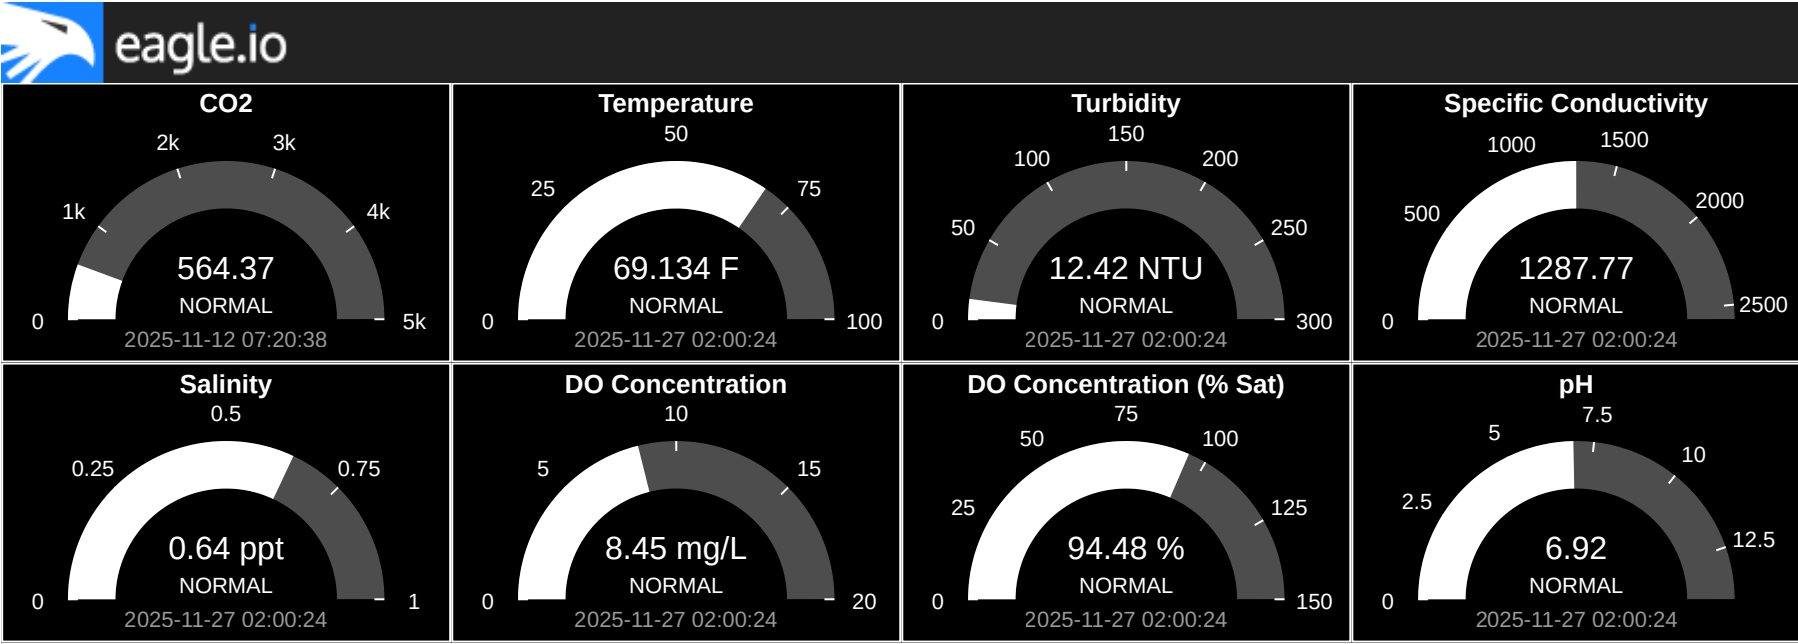 eagle.io
CO2
0
1k
2k
3k
4k
5k
564.37
NORMAL
2025-11-12 07:20:38
Temperature
0
25
50
75
100
69.134 F
NORMAL
2025-11-27 02:00:24
Turbidity
0
50
100
150
200
250
300
12.42 NTU
NORMAL
2025-11-27 02:00:24
Specific Conductivity
0
500
1000
1500
2000
2500
1287.77
NORMAL
2025-11-27 02:00:24
Salinity
0
0.25
0.5
0.75
1
0.64 ppt
NORMAL
2025-11-27 02:00:24
DO Concentration
0
5
10
15
20
8.45 mg/L
NORMAL
2025-11-27 02:00:24
DO Concentration (% Sat)
0
25
50
75
100
125
150
94.48 %
NORMAL
2025-11-27 02:00:24
pH
0
2.5
5
7.5
10
12.5
6.92
NORMAL
2025-11-27 02:00:24